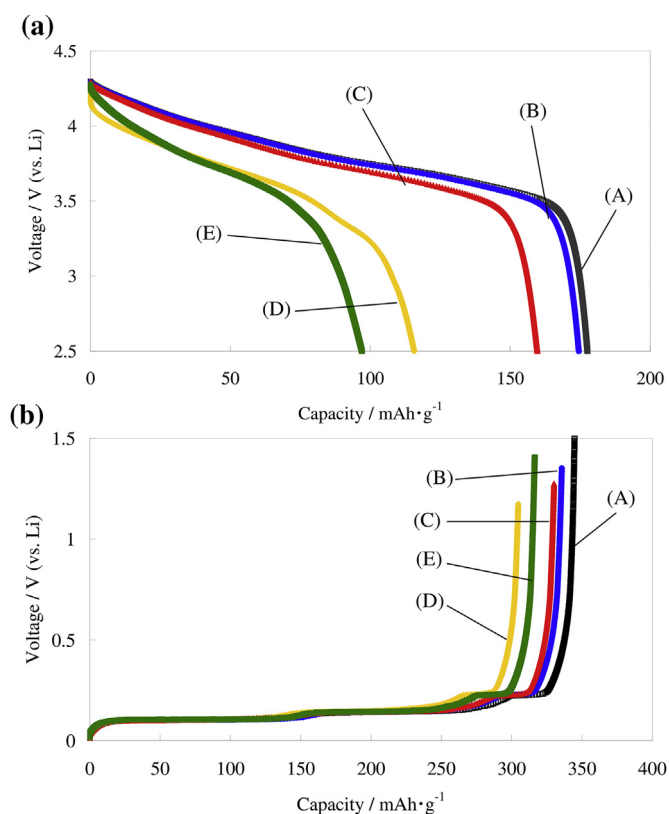 (a)
4.5
4
3.5
3
2.5
Voltage / V (vs. Li)
(C)
(B)
(A)
(E)
(D)
0
50
100
150
200
Capacity / mAh·g⁻¹
(b)
1.5
1
0.5
0
Voltage / V (vs. Li)
(B)
(A)
(C)
(E)
(D)
0
50
100
150
200
250
300
350
400
Capacity / mAh·g⁻¹